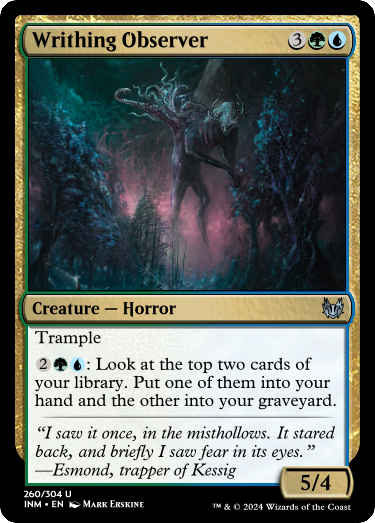 Writhing Observer 3
Creature — Horror
Trample
2 : Look at the top two cards of
your library. Put one of them into your
hand and the other into your graveyard.
“I saw it once, in the misthollows. It stared
back, and briefly I saw fear in its eyes.”
—Esmond, trapper of Kessig
5/4
260/304 U
INM • EN Mark Erskine
™ & © 2024 Wizards of the Coast